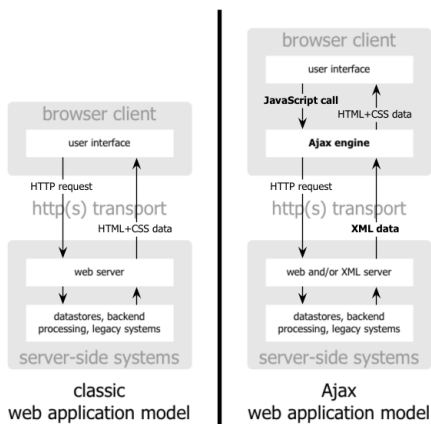 browser client
user interface
HTTP request
http(s) transport
HTML+CSS data
web server
datastores, backend
processing, legacy systems
server-side systems
classic
web application model
browser client
user interface
JavaScript call
HTML+CSS data
Ajax engine
HTTP request
http(s) transport
XML data
web and/or XML server
datastores, backend
processing, legacy systems
server-side systems
Ajax
web application model